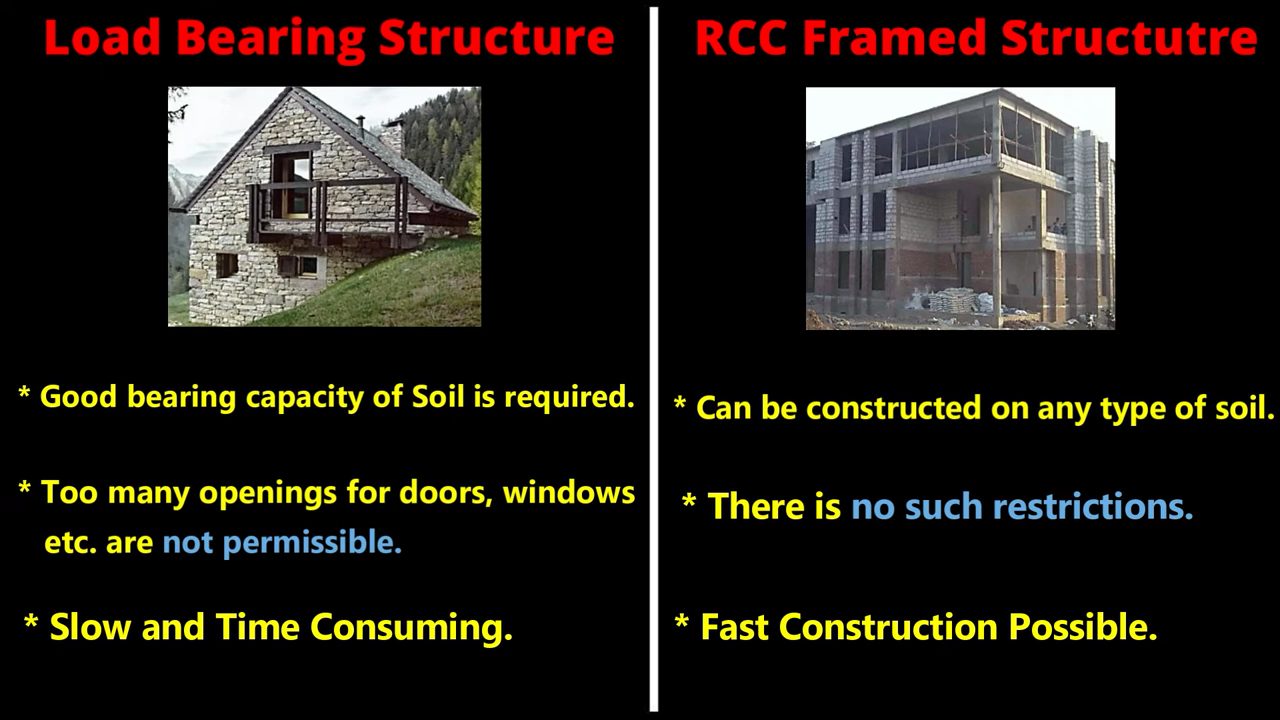 Load Bearing Structure
* Good bearing capacity of Soil is required.
* Too many openings for doors, windows
etc. are not permissible.
* Slow and Time Consuming.
RCC Framed Structutre
* Can be constructed on any type of soil.
* There is no such restrictions.
* Fast Construction Possible.